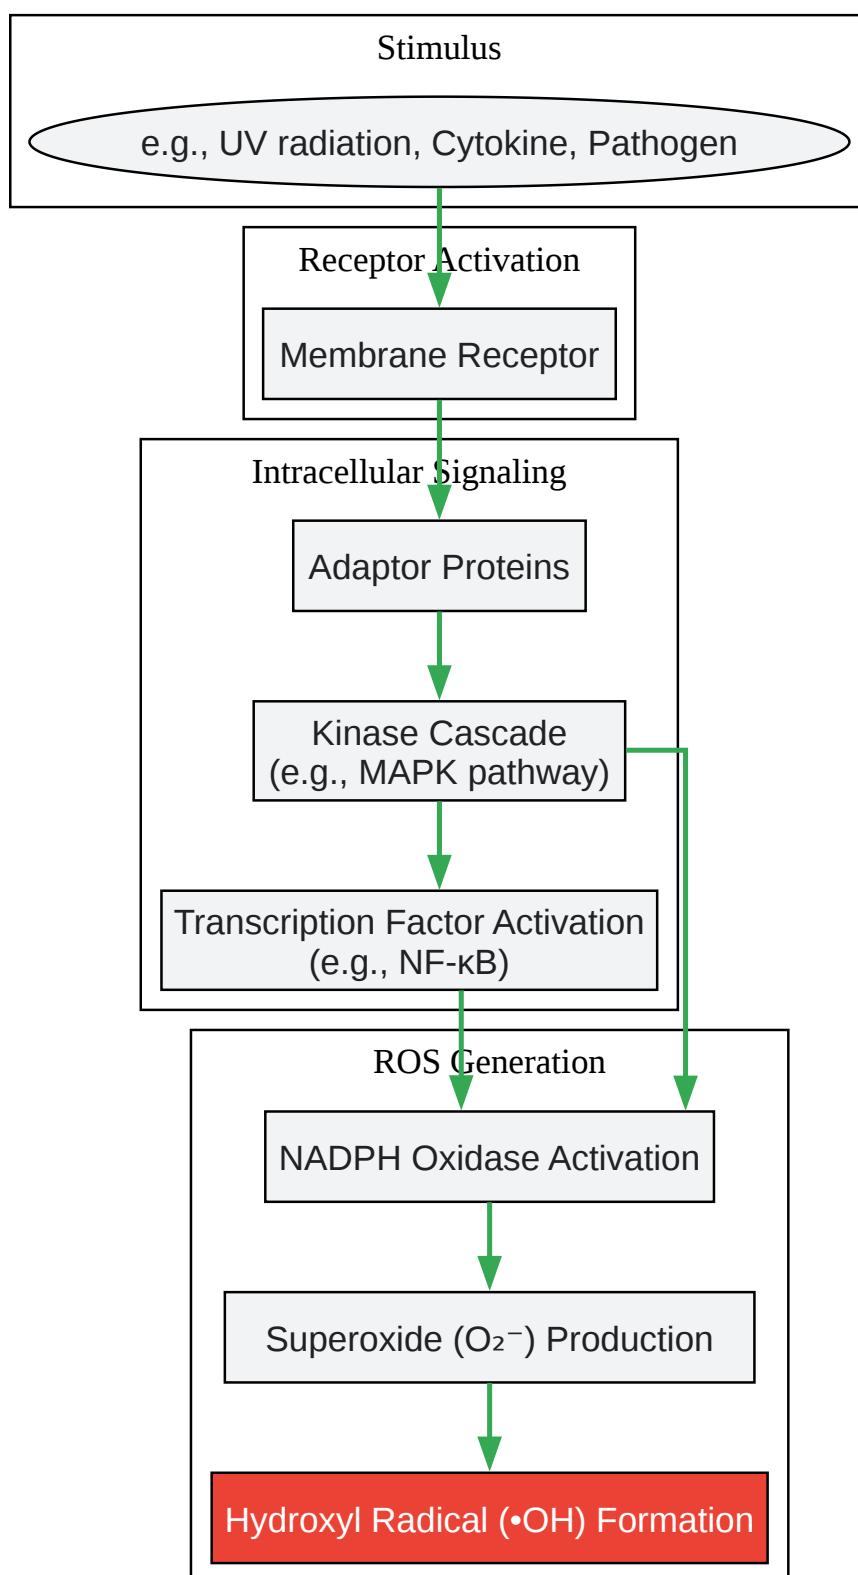 Stimulus
e.g., UV radiation, Cytokine, Pathogen
Receptor Activation
Membrane Receptor
Intracellular Signaling
Adaptor Proteins
Kinase Cascade
(e.g., MAPK pathway)
Transcription Factor Activation
(e.g., NF-κB)
ROS Generation
NADPH Oxidase Activation
Superoxide (O₂⁻) Production
Hydroxyl Radical (•OH) Formation